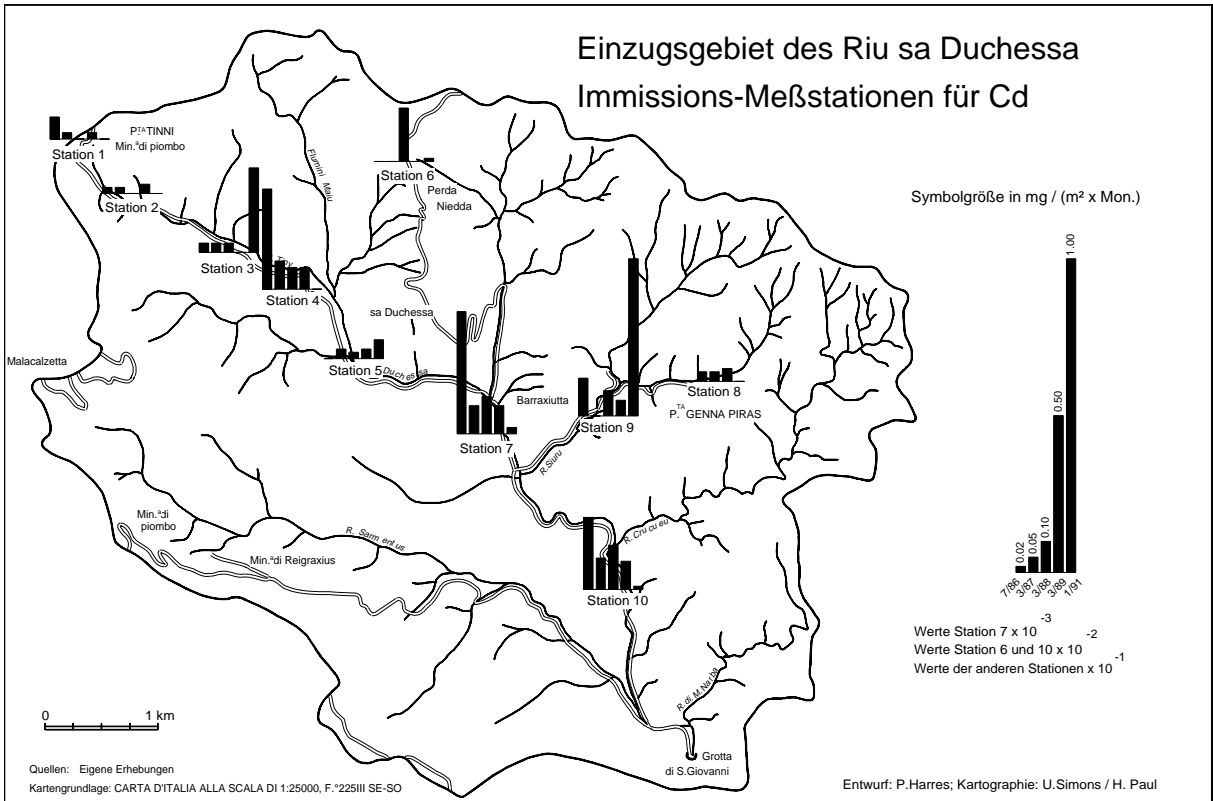 Einzugsgebiet des Riu sa Duchessa
Immissions-Meßstationen für Cd
P.TA TINNI
Min.ª di piombo
Station 1
Station 2
Station 3
Station 4
Flumini Maiu
Station 6
Perda
Niedda
sa Duchessa
Malacalzetta
Station 5
Duchessa
Station 7
Barraxiutta
Station 9
Station 8
P.TA GENNA PIRAS
R.Siuru
Min.ª di
piombo
R. Sarmentus
Min.ª di Reigraxius
R. Crucueu
Station 10
R. di M.Narba
Grotta
di S.Giovanni
Symbolgröße in mg / (m² x Mon.)
0.02
0.05
0.10
0.50
1.00
7/86
3/87
3/88
3/89
1/91
Werte Station 7 x 10 -3
Werte Station 6 und 10 x 10 -2
Werte der anderen Stationen x 10 -1
0 1 km
Quellen: Eigene Erhebungen
Kartengrundlage: CARTA D'ITALIA ALLA SCALA DI 1:25000, F.°225III SE-SO
Entwurf: P.Harres; Kartographie: U.Simons / H. Paul